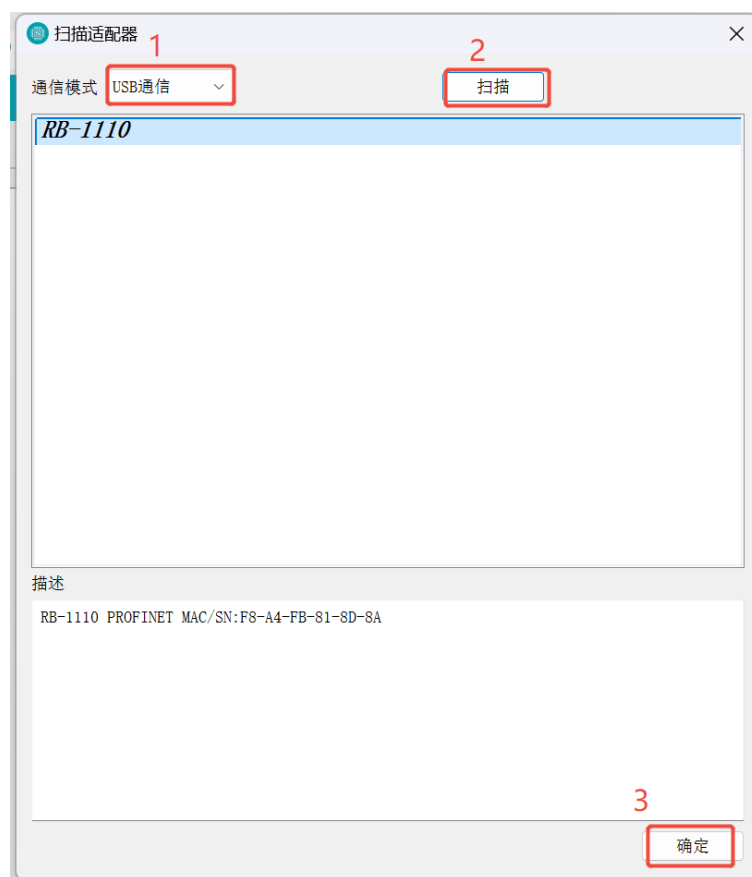 扫描适配器
1
2
通信模式 USB通信 扫描
RB-1110
描述
RB-1110 PROFINET MAC/SN:F8-A4-FB-81-8D-8A
3
确定